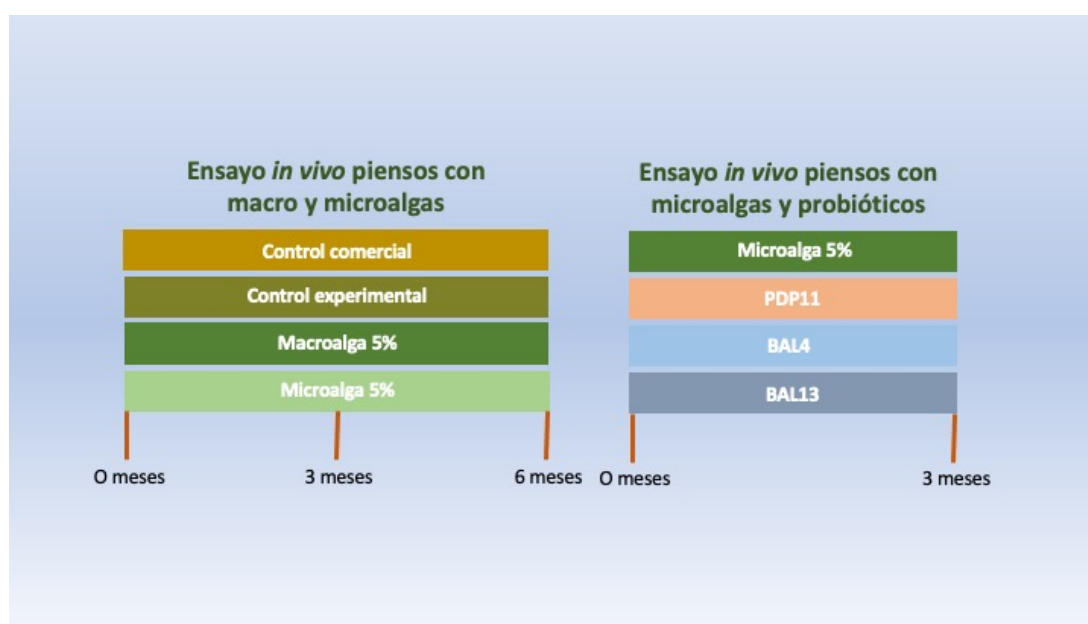 Ensayo in vivo piensos con
macro y microalgas
Control comercial
Control experimental
Macroalga 5%
Microalga 5%
O meses
3 meses
6 meses
Ensayo in vivo piensos con
microalgas y probióticos
Microalga 5%
PDP11
BAL4
BAL13
O meses
3 meses